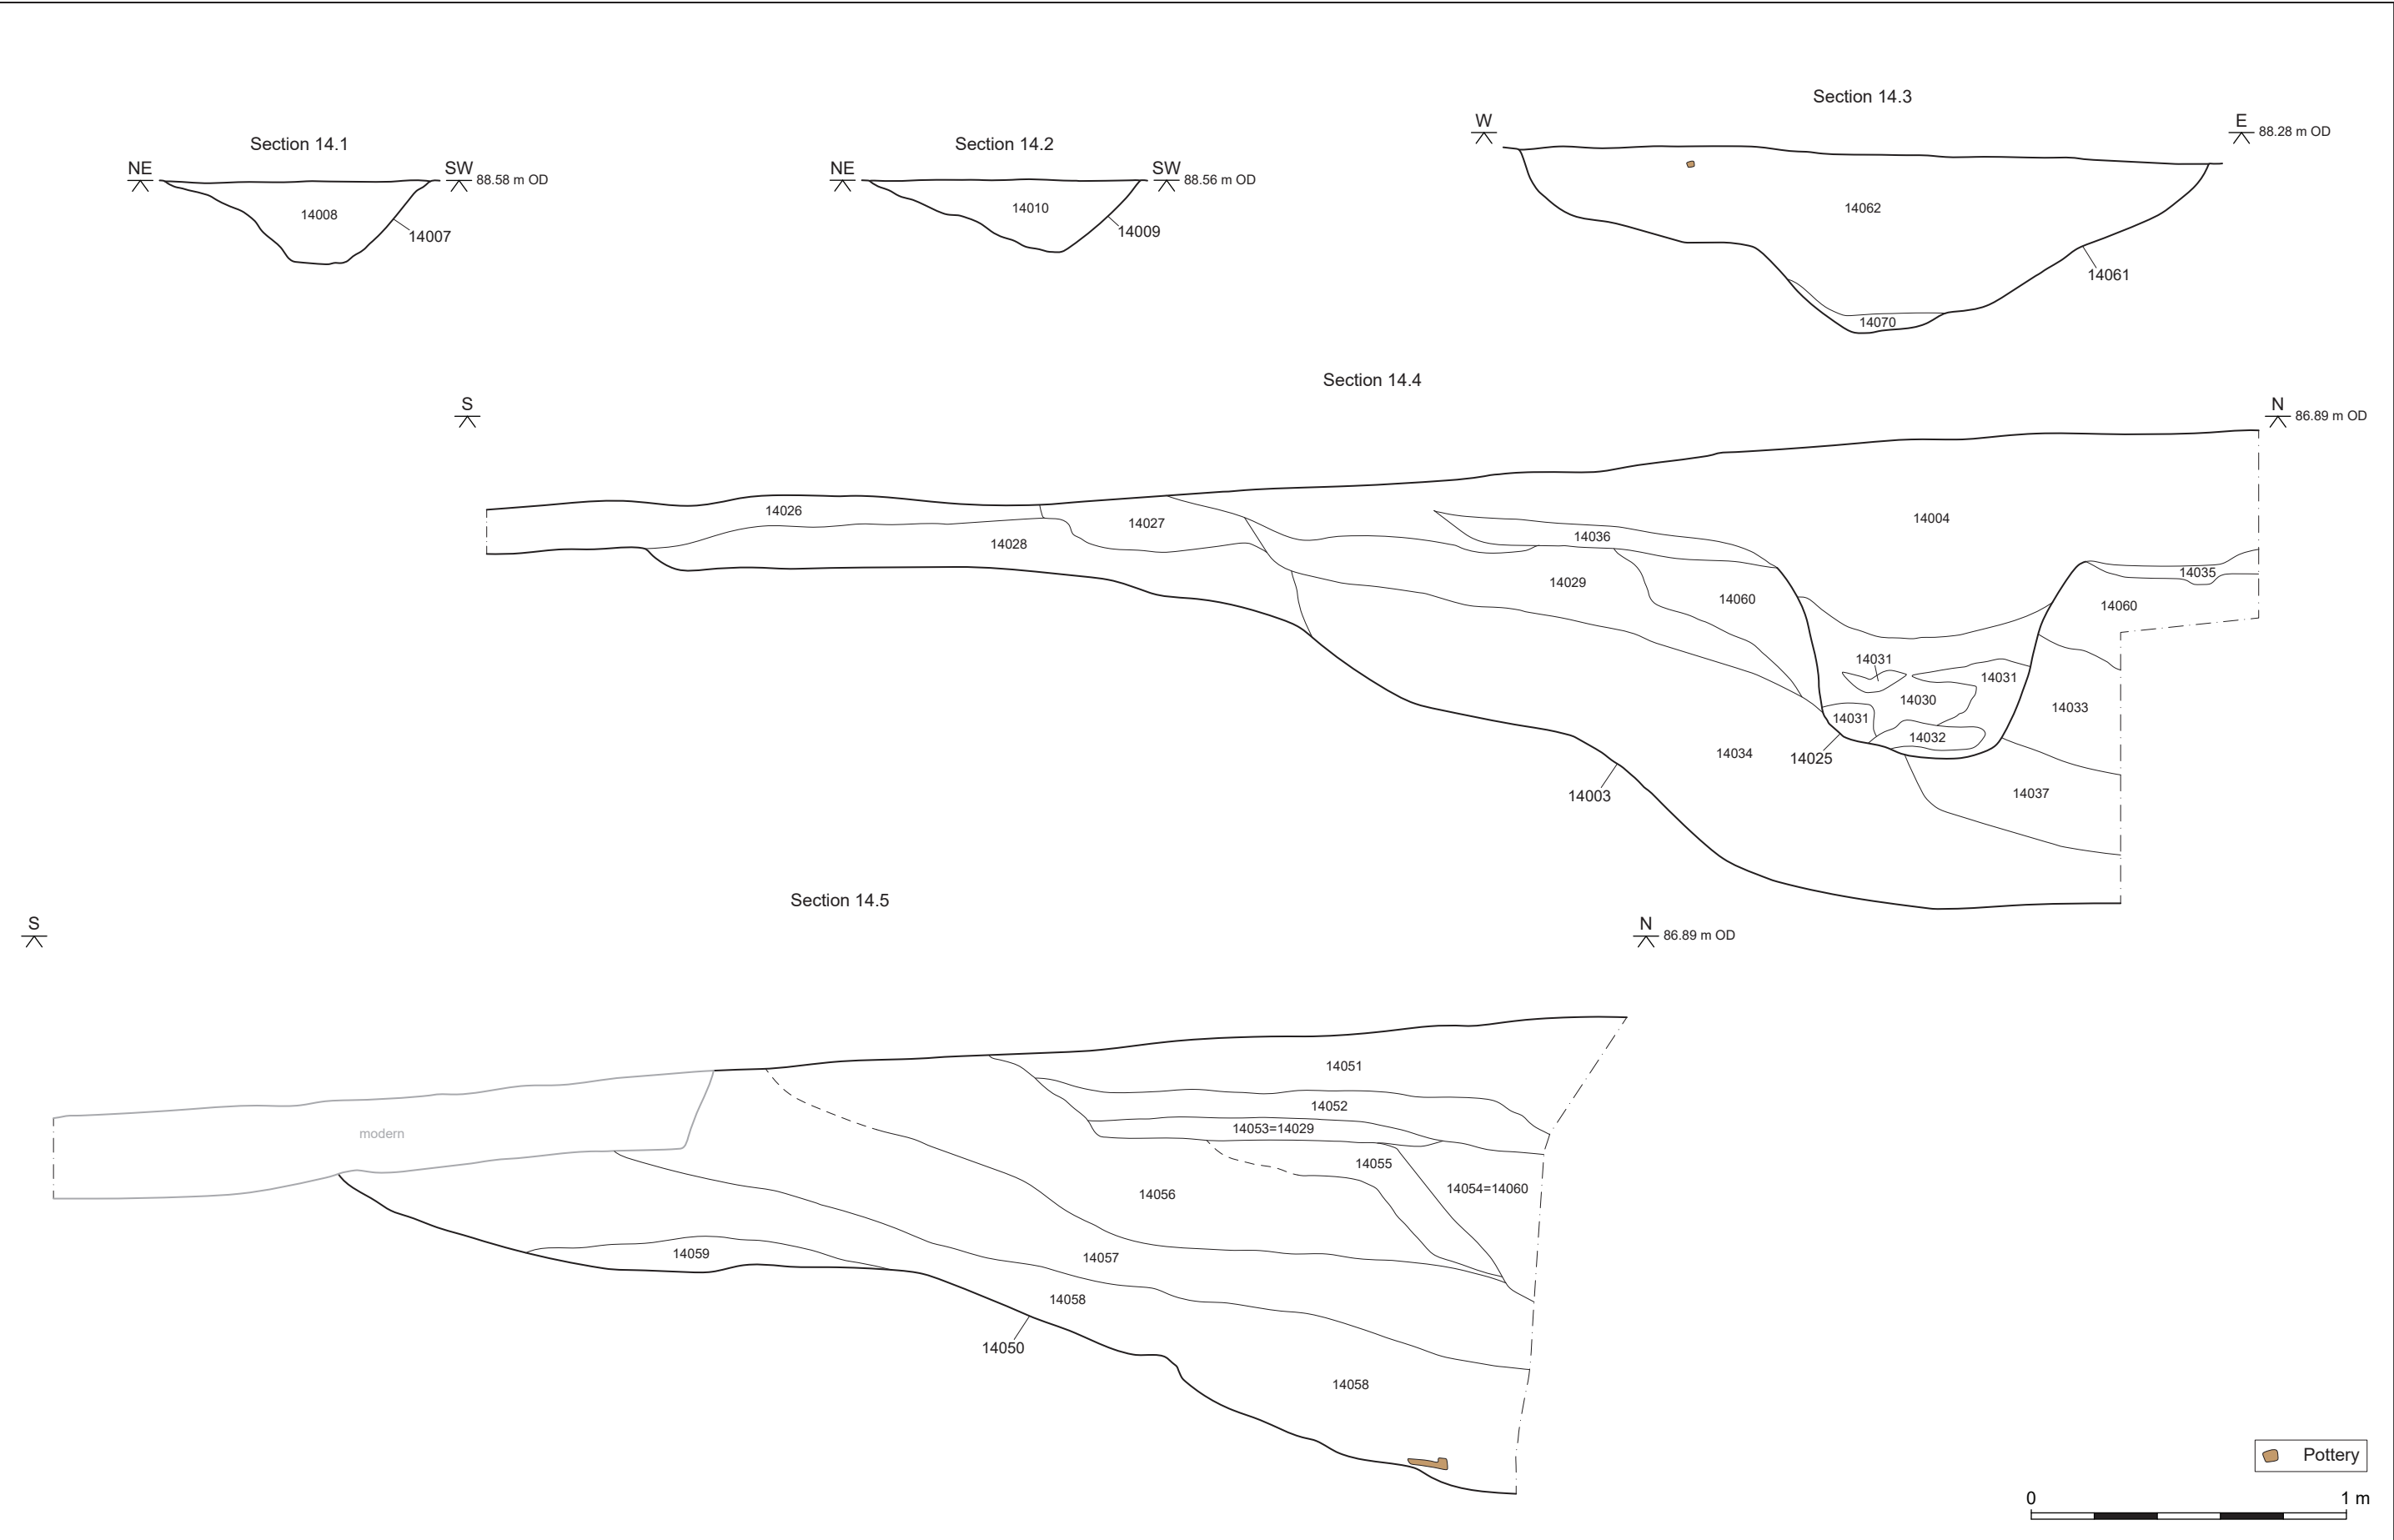 Section 14.1
NE
SW
88.58 m OD
14008
14007
Section 14.2
NE
SW
88.56 m OD
14010
14009
Section 14.3
W
E
88.28 m OD
14062
14061
14070
Section 14.4
S
N
86.89 m OD
14026
14027
14028
14004
14036
14029
14060
14035
14060
14031
14031
14030
14031
14032
14033
14034
14025
14003
14037
Section 14.5
S
N
86.89 m OD
modern
14051
14052
14053=14029
14055
14054=14060
14056
14059
14057
14058
14050
14058
Pottery
0
1 m